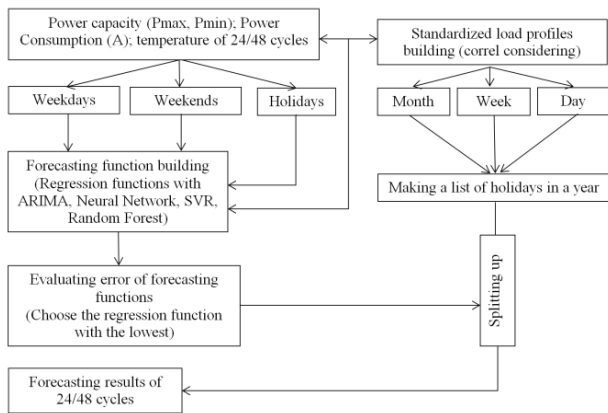 Power capacity (Pmax, Pmin); Power
Consumption (A); temperature of 24/48 cycles
Standardized load profiles
building (correl considering)
Weekdays
Weekends
Holidays
Month
Week
Day
Forecasting function building
(Regression functions with
ARIMA, Neural Network, SVR,
Random Forest)
Making a list of holidays in a year
Evaluating error of forecasting
functions
(Choose the regression function
with the lowest)
Splitting up
Forecasting results of
24/48 cycles